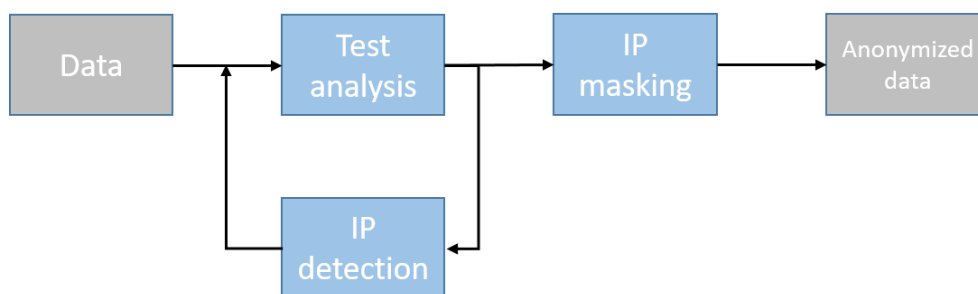 Data
Test
analysis
IP
masking
Anonymized
data
IP
detection